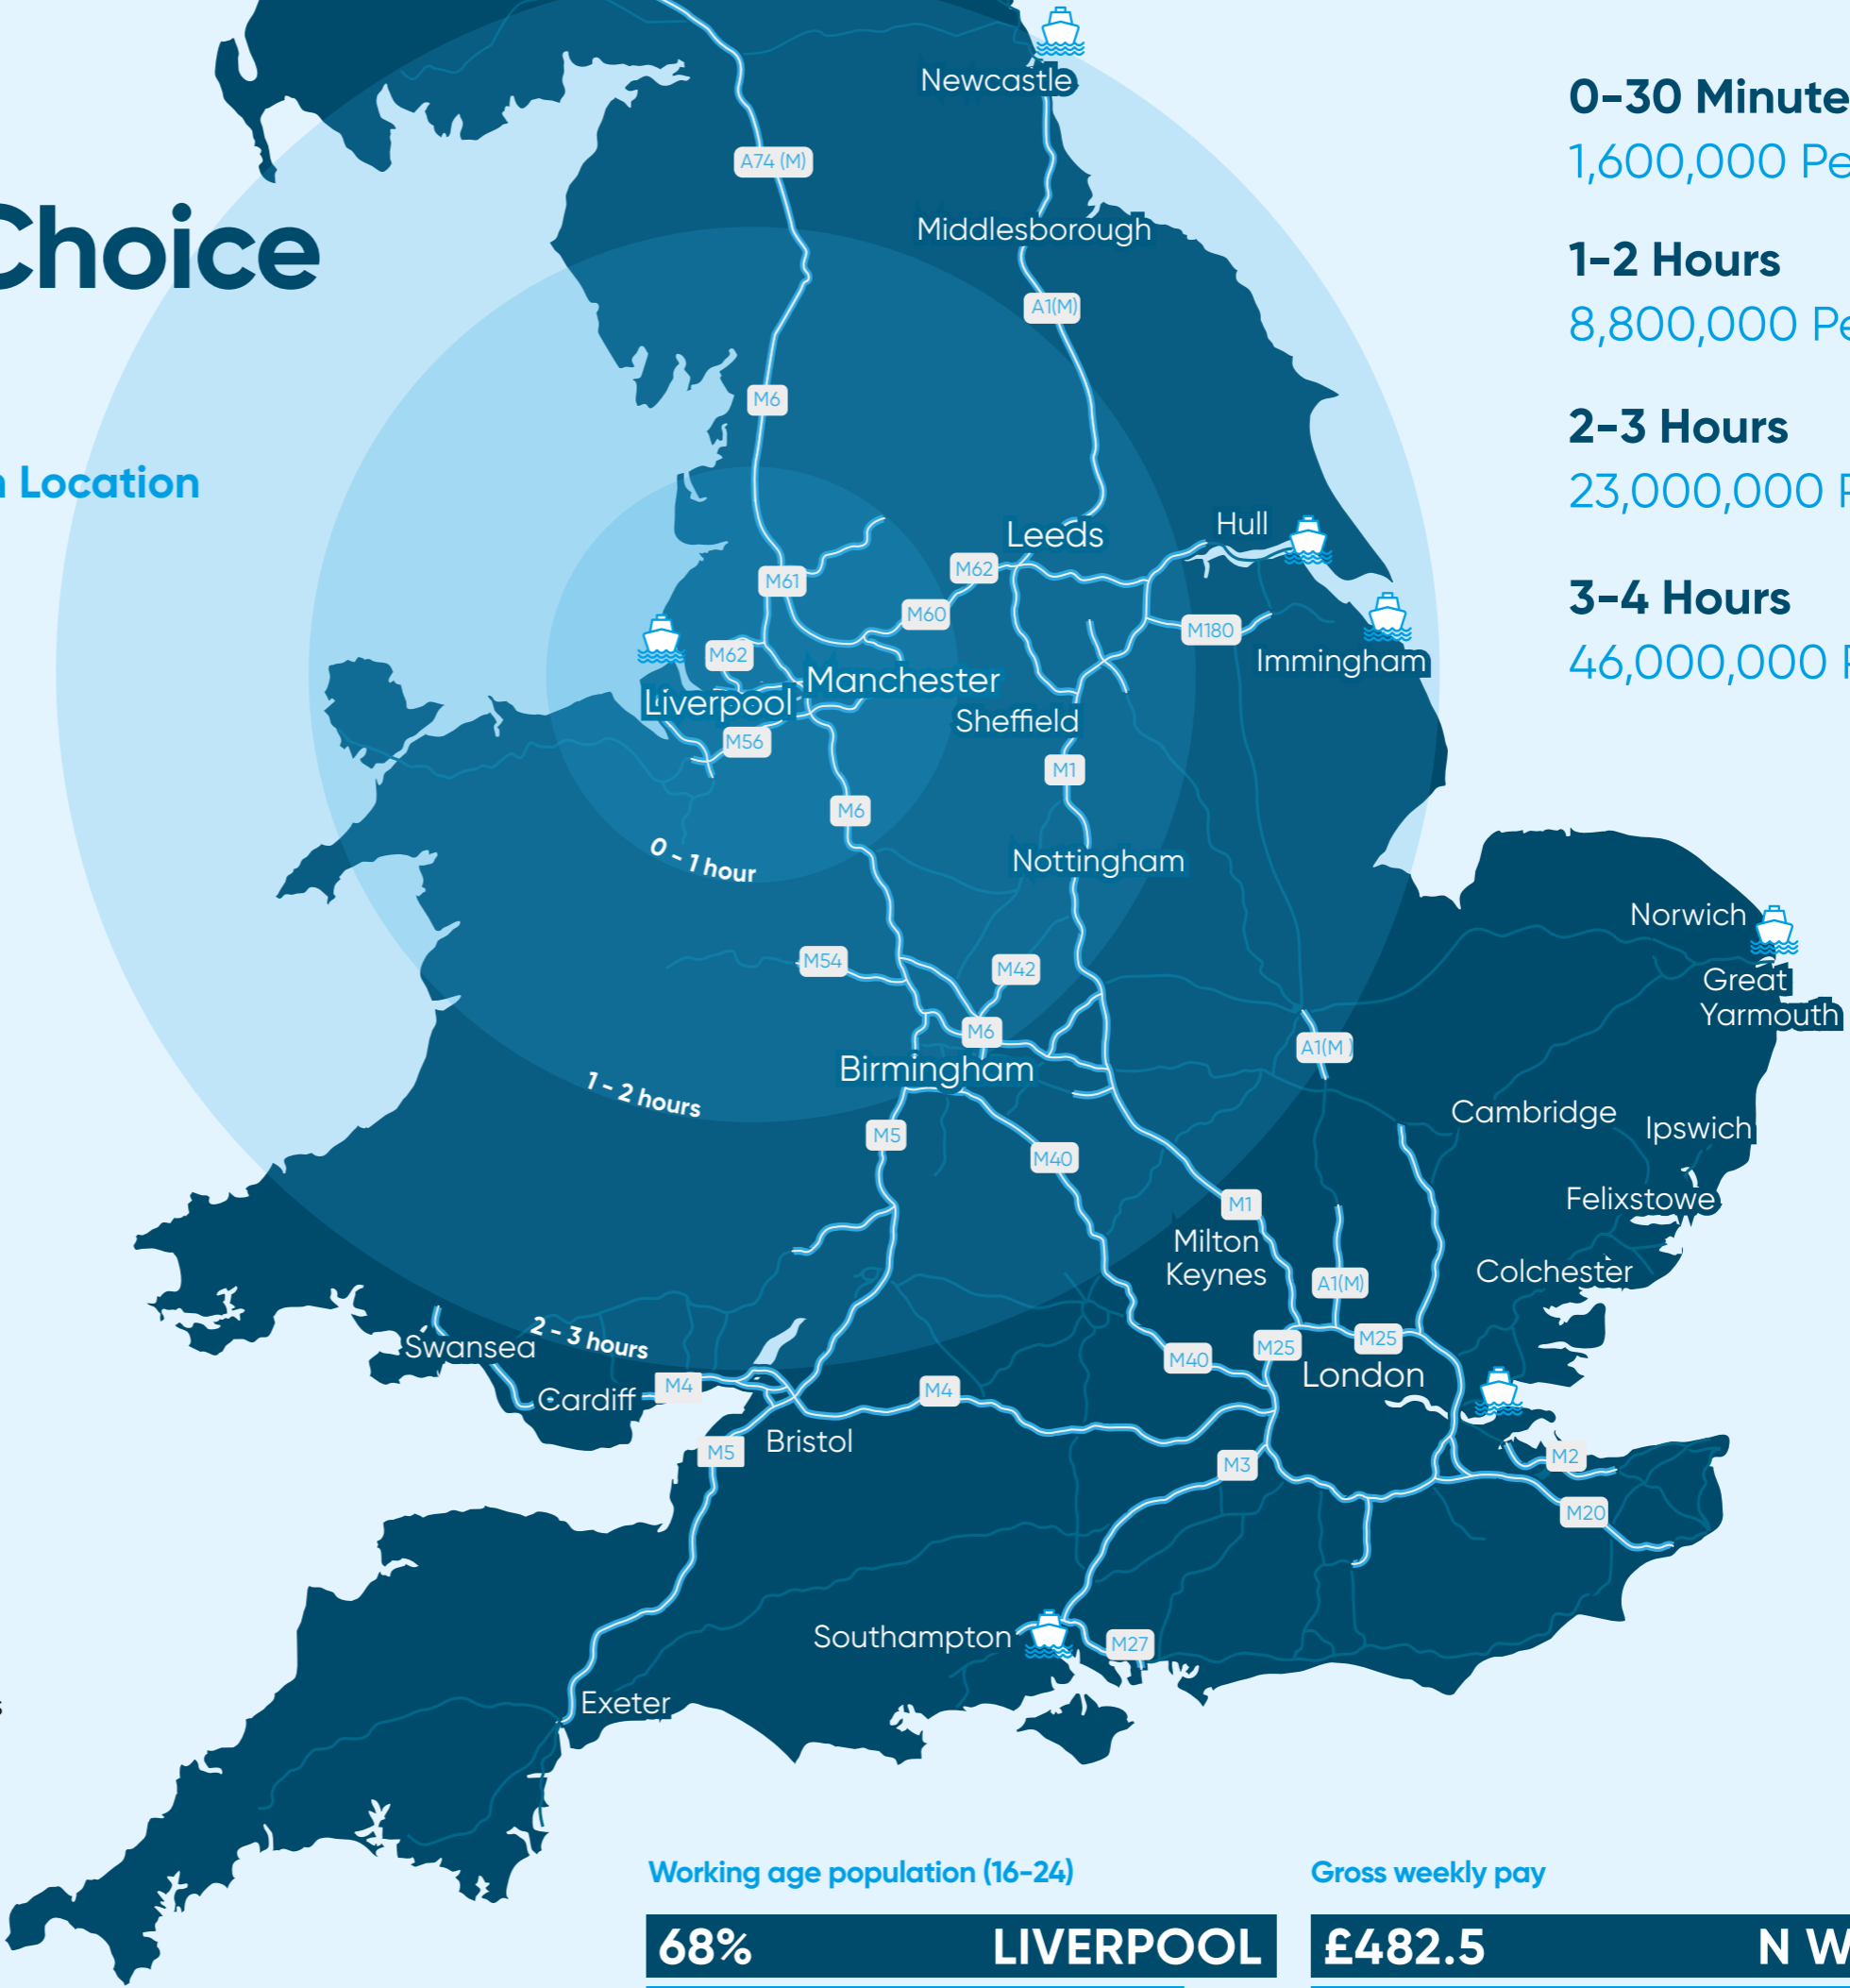 Newcastle
0-30 Minute
1,600,000 Pe
A74 (M)
Middlesborough
Choice
1-2 Hours
8,800,000 Pe
A1(M)
M6
2-3 Hours
23,000,000 P
Location
Hull
Leeds
M62
M61
3-4 Hours
46,000,000 P
M60
M180
M62
Immingham
Manchester
Liverpool
Sheffield
M56
M1
M6
0 - 1 hour
Nottingham
Norwich
M54
M42
Great
Yarmouth
M6
A1(M)
Birmingham
1 - 2 hours
Cambridge
Ipswich
M5
M40
Felixstowe
M1
Milton
Keynes
Colchester
A1(M)
2 - 3 hours
Swansea
M25
M25
M40
London
M4
M4
Cardiff
Bristol
M5
M3
M2
M20
Southampton
M27
Exeter
s
Working age population (16-24)
Gross weekly pay
68% LIVERPOOL
£482.5 N W